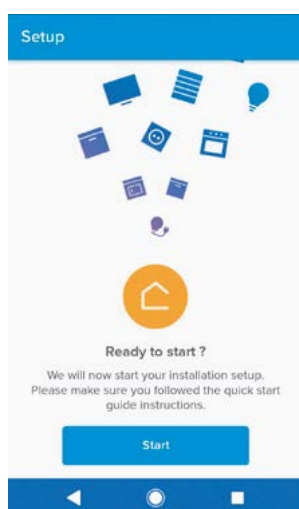 Setup
Ready to start ?
We will now start your installation setup.
Please make sure you followed the quick start
guide instructions.
Start